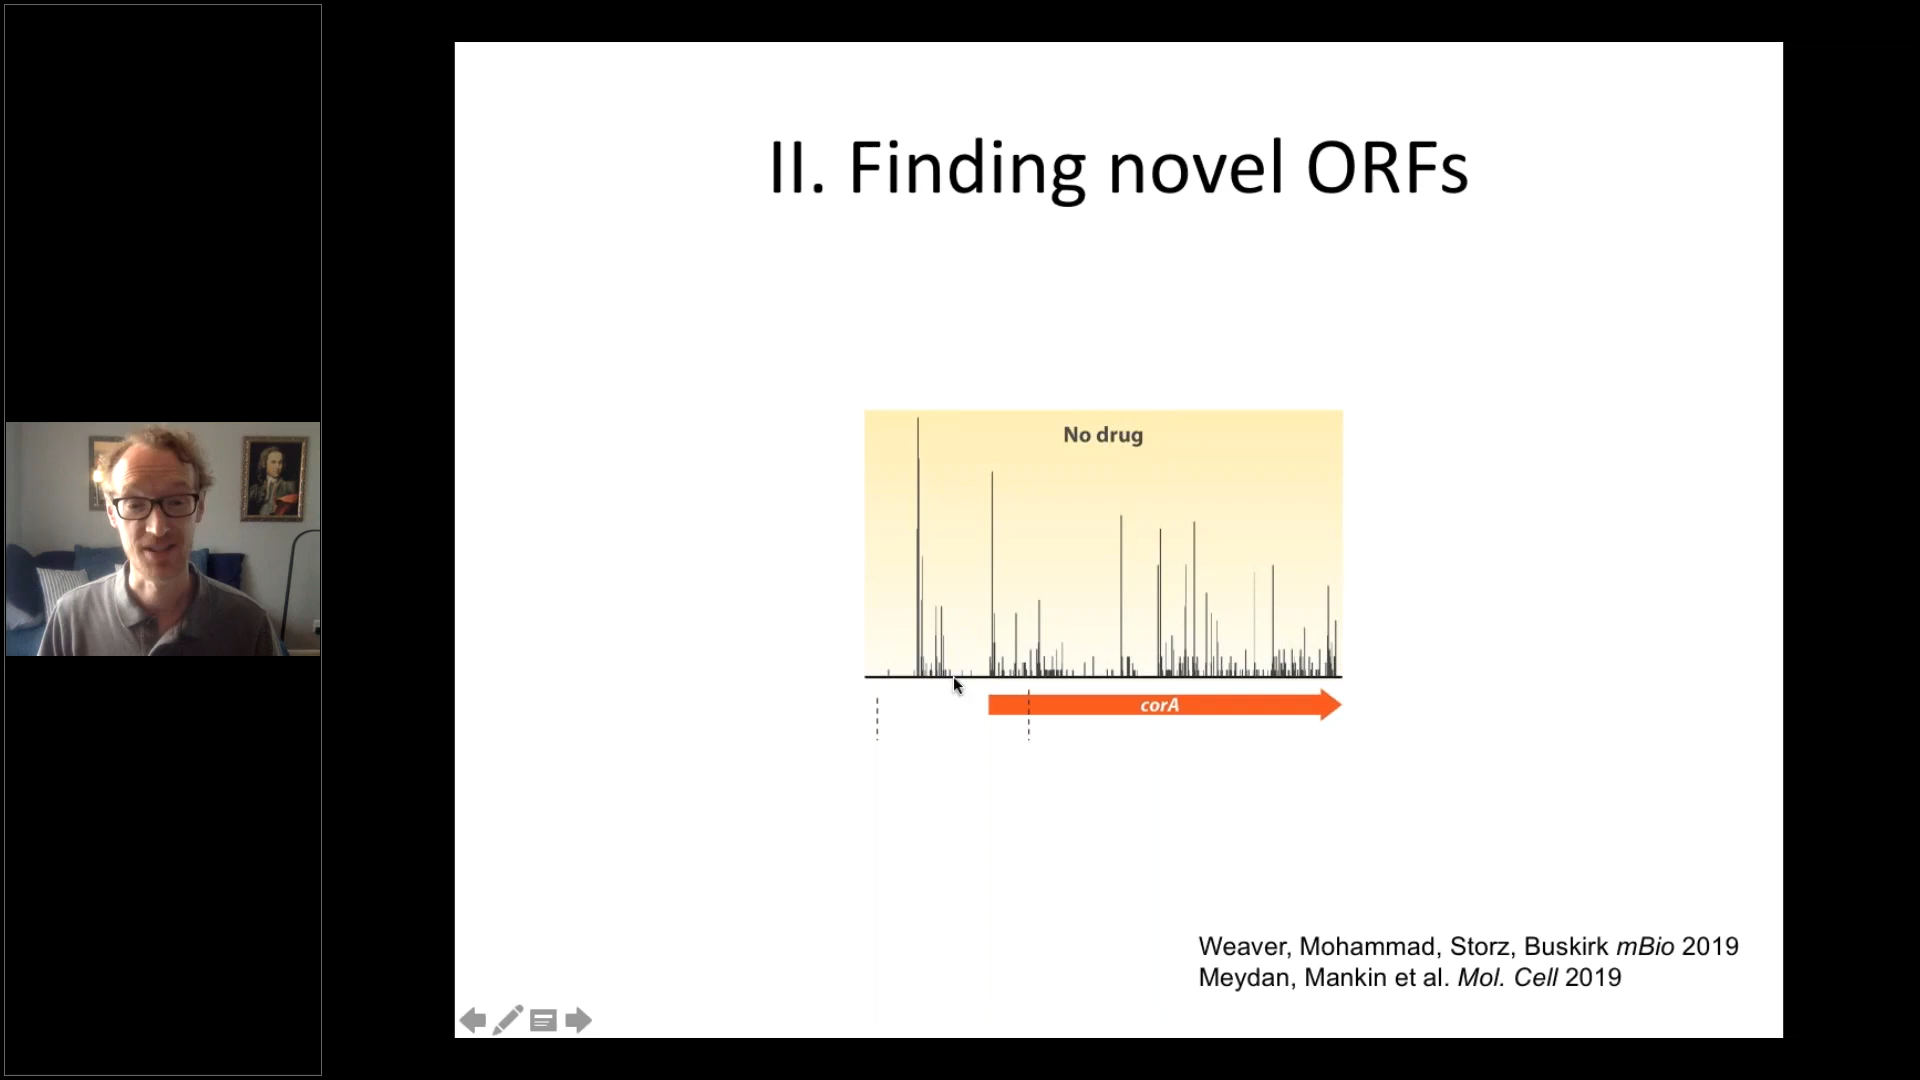 II. Finding novel ORFs
No drug
corA
Weaver, Mohammad, Storz, Buskirk mBio 2019
Meydan, Mankin et al. Mol. Cell 2019